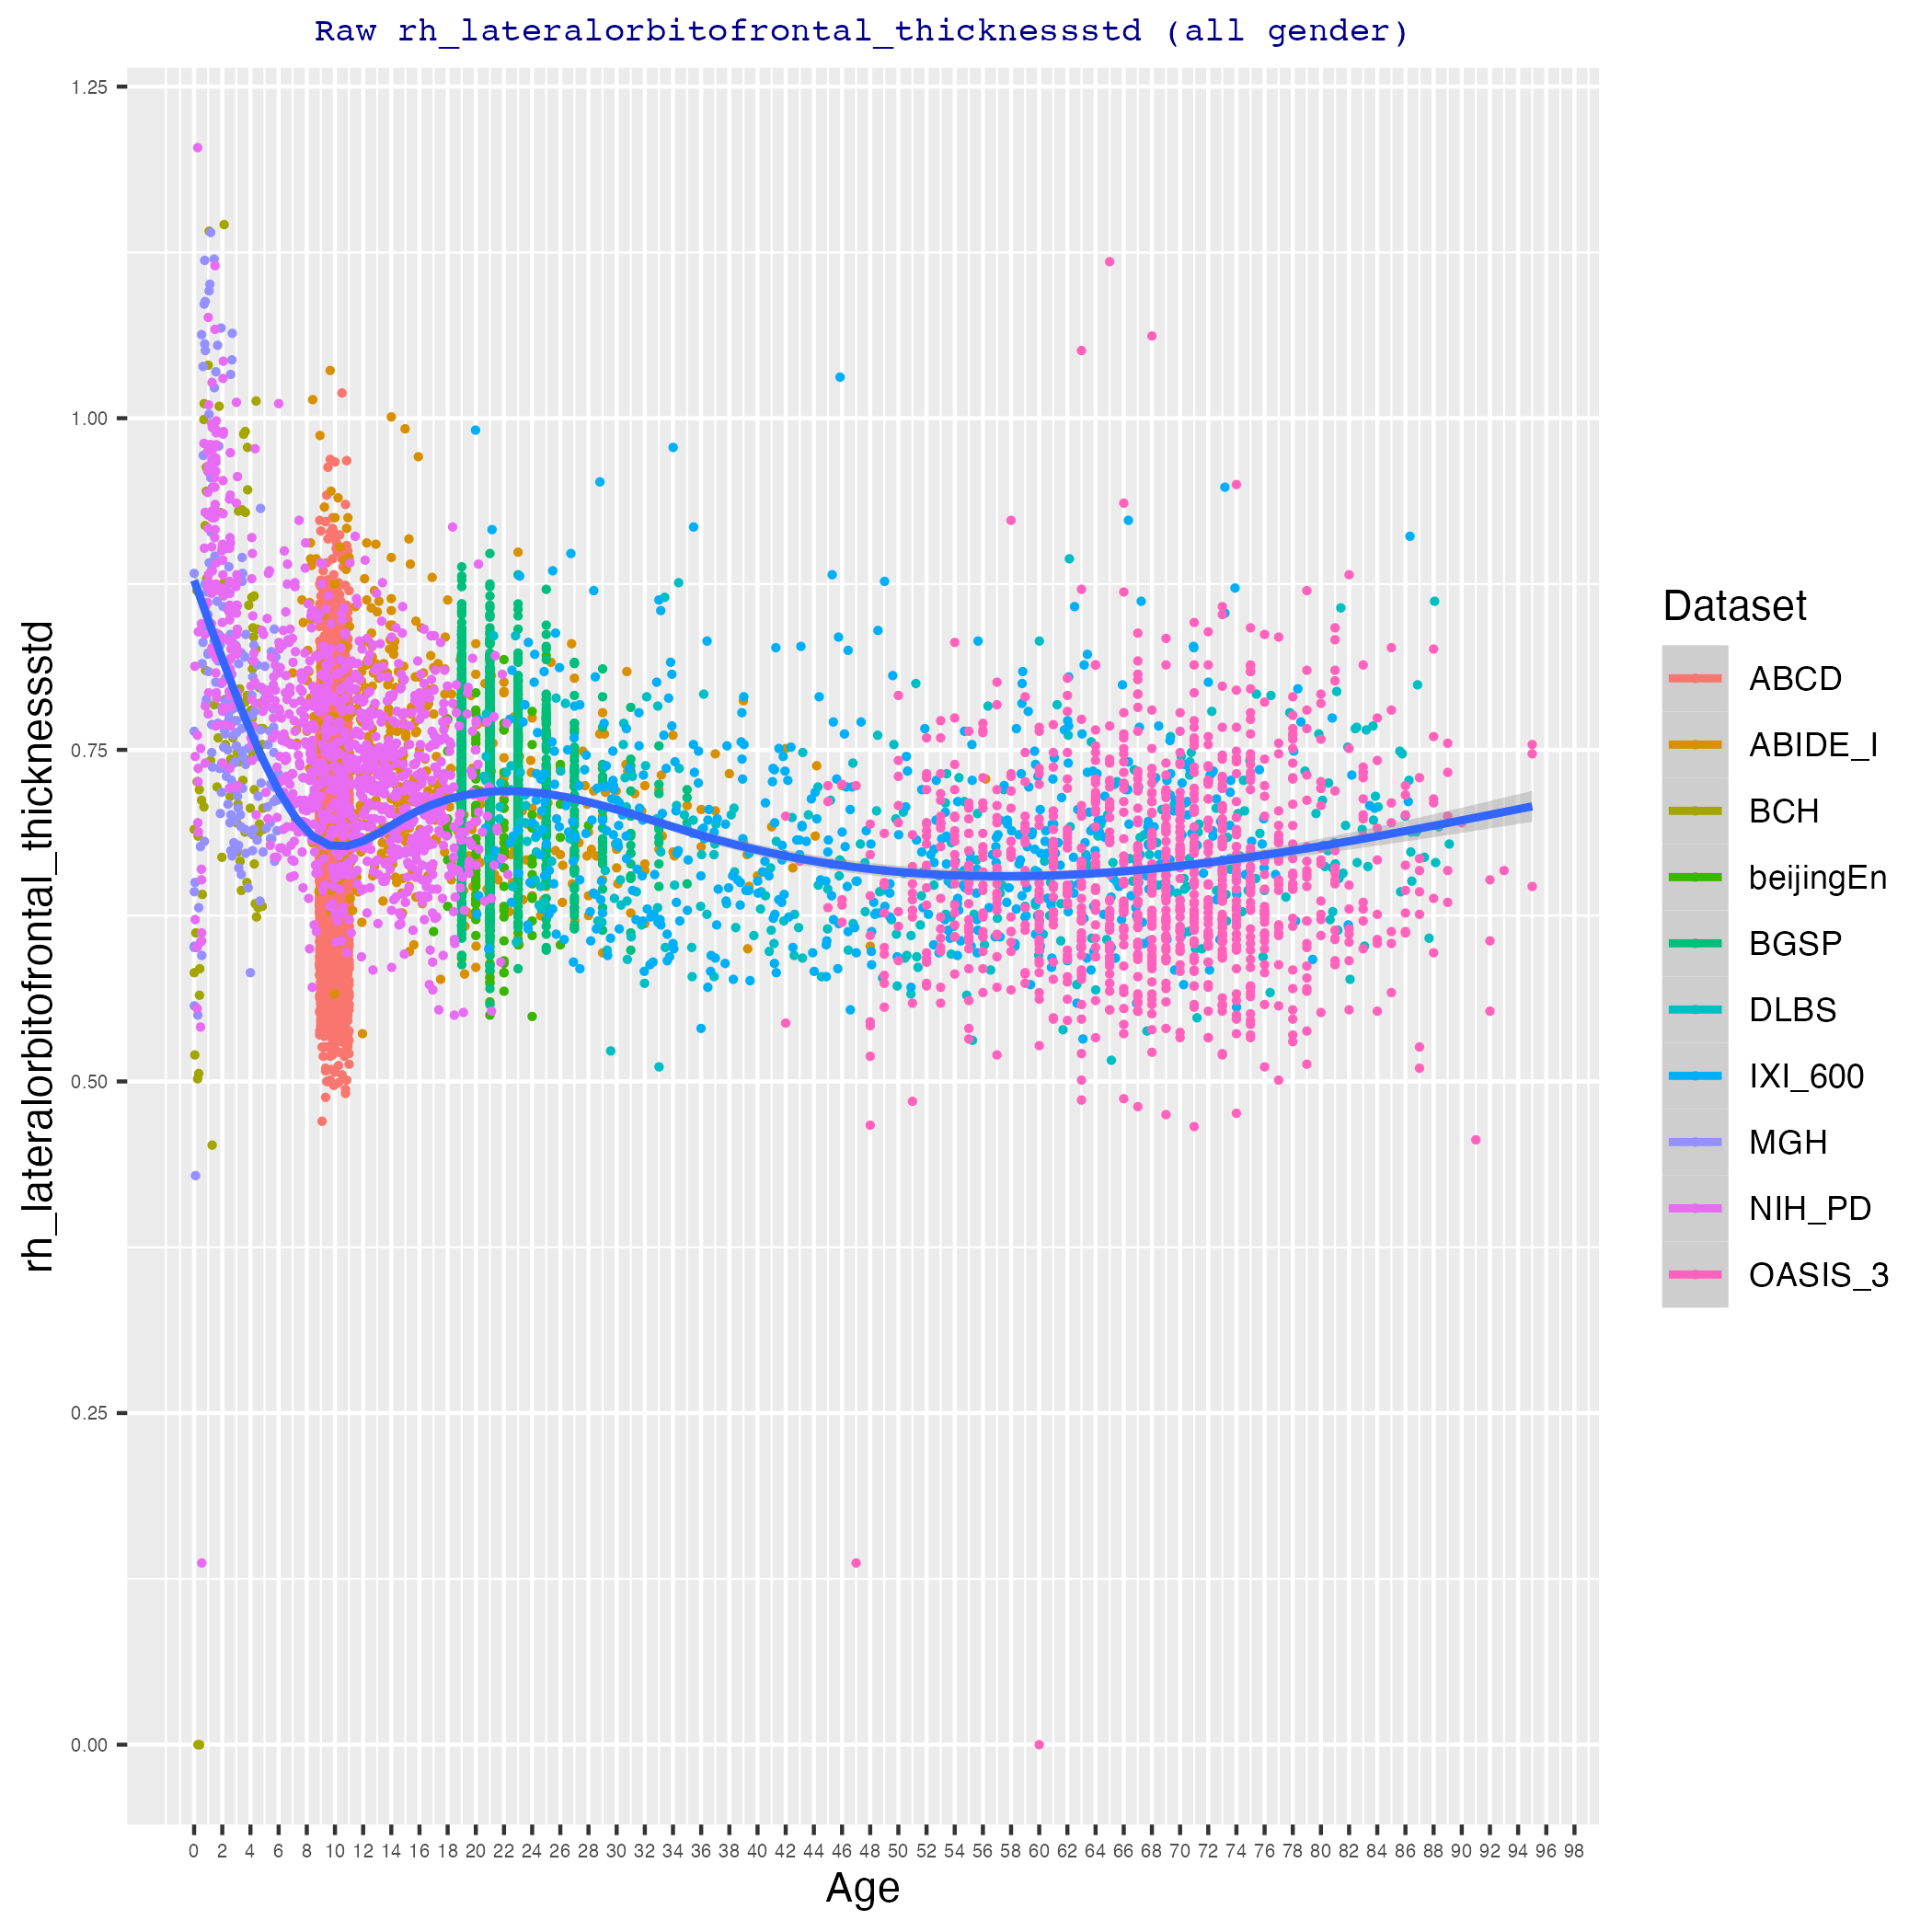 Raw rh_lateralorbitofrontal_thicknessstd (all gender)
rh_lateralorbitofrontal_thicknessstd
1.25
1.00
0.75
0.50
0.25
0.00
0 2 4 6 8 10 12 14 16 18 20 22 24 26 28 30 32 34 36 38 40 42 44 46 48 50 52 54 56 58 60 62 64 66 68 70 72 74 76 78 80 82 84 86 88 90 92 94 96 98
Age
Dataset
ABCD
ABIDE_I
BCH
beijingEn
BGSP
DLBS
IXI_600
MGH
NIH_PD
OASIS_3